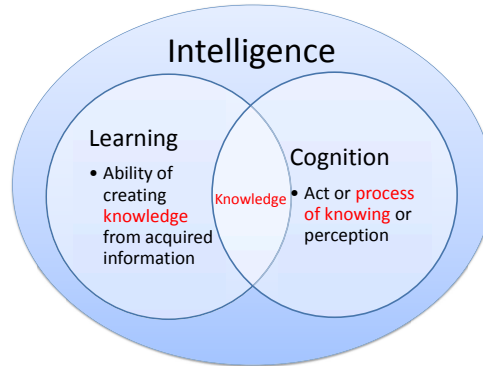 Intelligence
Learning
• Ability of
creating
knowledge
from acquired
information
Knowledge
Cognition
• Act or process
of knowing or
perception